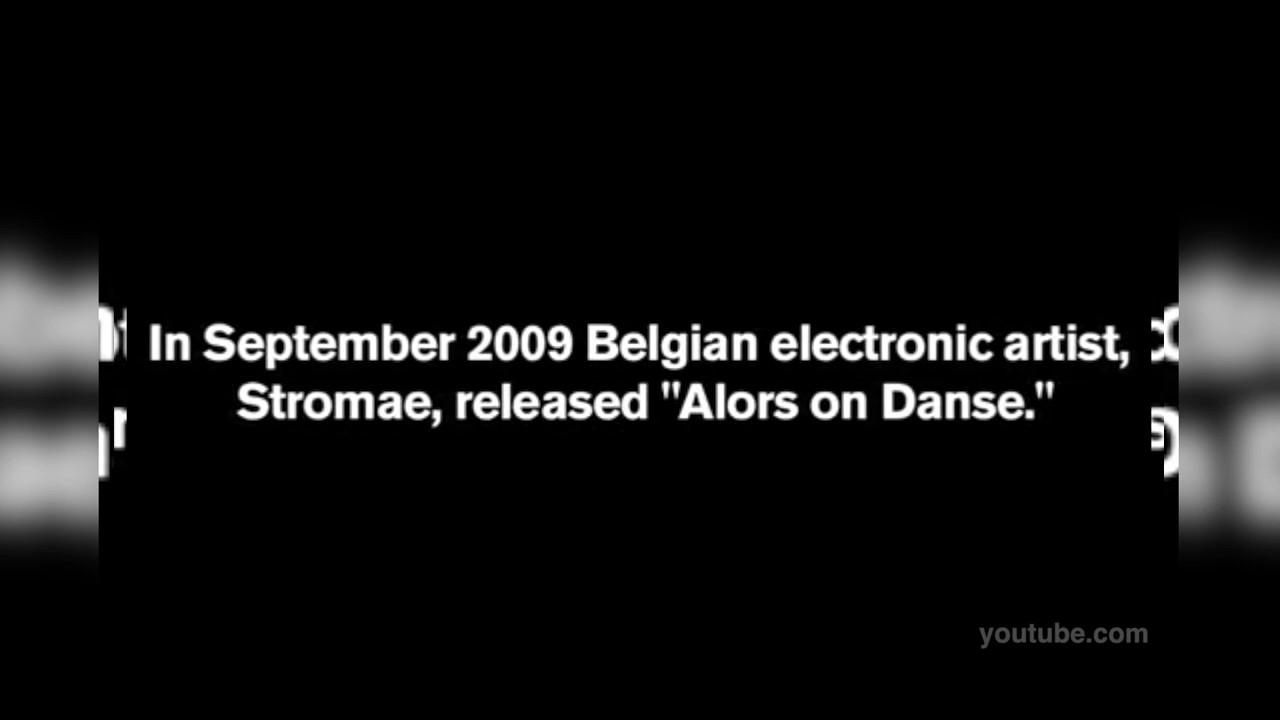 In September 2009 Belgian electronic artist,
Stromae, released "Alors on Danse."
youtube.com